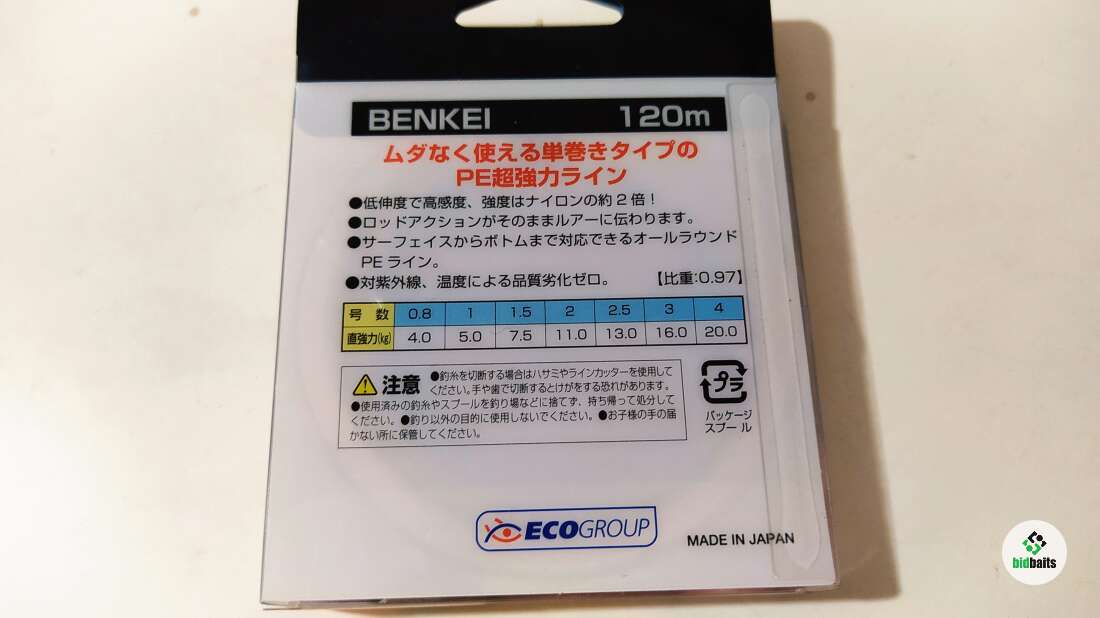 BENKEI 120m
ムダなく使える単巻きタイプの
PE超強力ライン
●低伸度で高感度、強度はナイロンの約2倍！
●ロッドアクションがそのままルアーに伝わります。
●サーフェイスからボトムまで対応できるオールラウンド
PEライン。
●対紫外線、温度による品質劣化ゼロ。 【比重:0.97】
号数 0.8 1 1.5 2 2.5 3 4
直強力(kg) 4.0 5.0 7.5 11.0 13.0 16.0 20.0
注意 ●釣糸を切断する場合はハサミやラインカッターを使用して
ください。手や歯で切断するとけがをする恐れがあります。
●使用済みの釣糸やスプールを釣り場などに捨てず、持ち帰って処分して
ください。●釣り以外の目的に使用しないでください。●お子様の手の届
かない所に保管してください。
プラ
パッケージ
スプール
ECOGROUP
MADE IN JAPAN
bidbaits